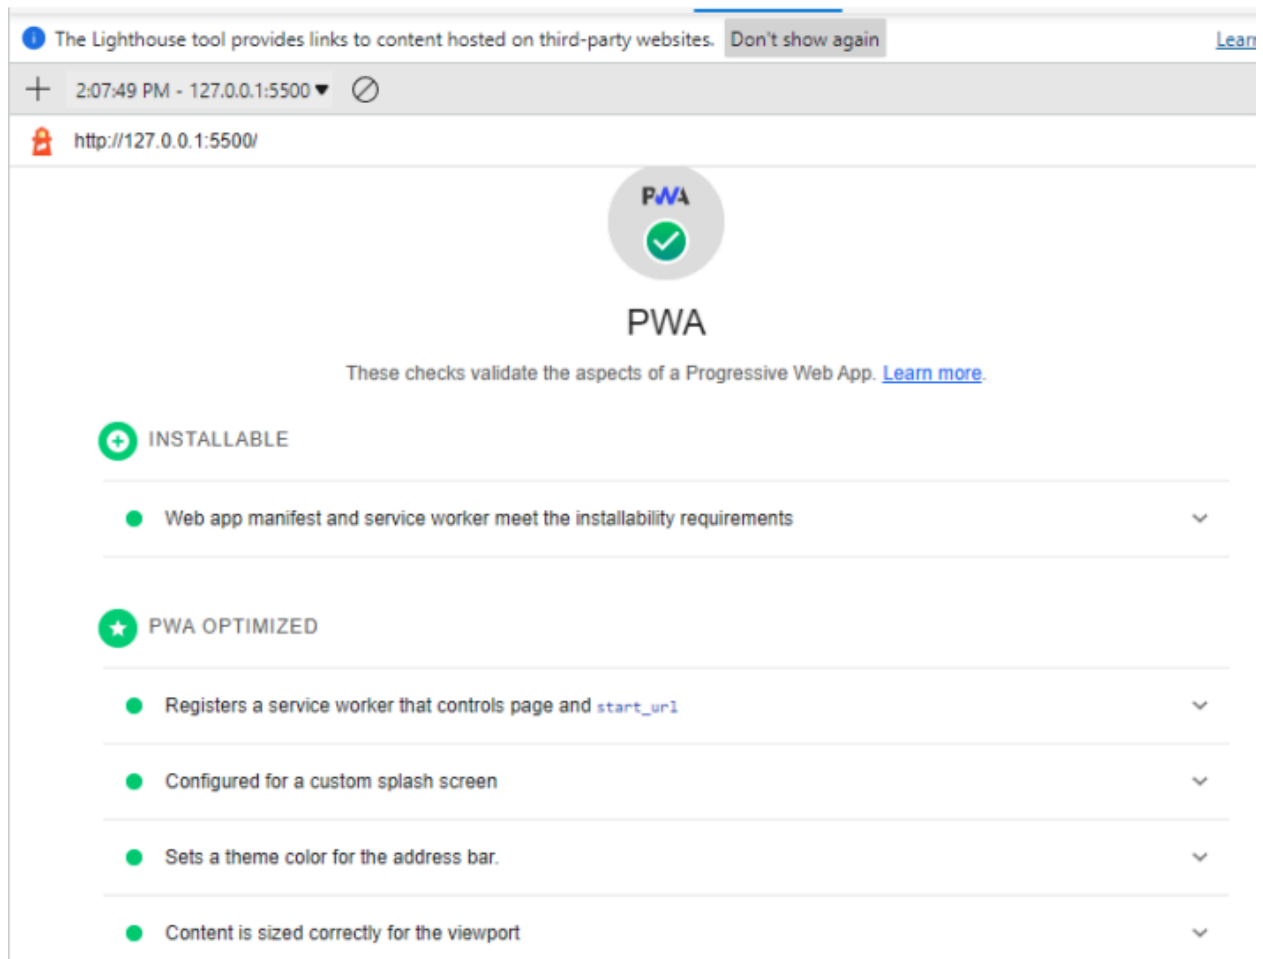 The Lighthouse tool provides links to content hosted on third-party websites. Don't show again Learn
2:07:49 PM - 127.0.0.1:5500
http://127.0.0.1:5500/
PWA
PWA
These checks validate the aspects of a Progressive Web App. Learn more.
INSTALLABLE
Web app manifest and service worker meet the installability requirements
PWA OPTIMIZED
Registers a service worker that controls page and start_url
Configured for a custom splash screen
Sets a theme color for the address bar.
Content is sized correctly for the viewport